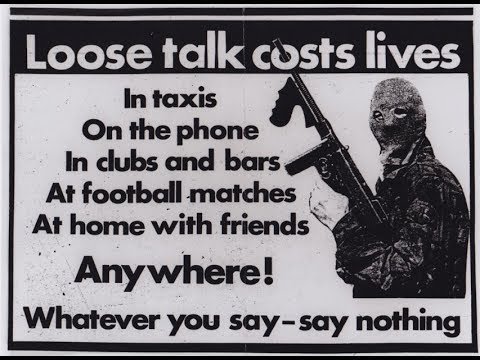 Loose talk costs lives
In taxis
On the phone
In clubs and bars
At football matches
At home with friends
Anywhere!
Whatever you say–say nothing